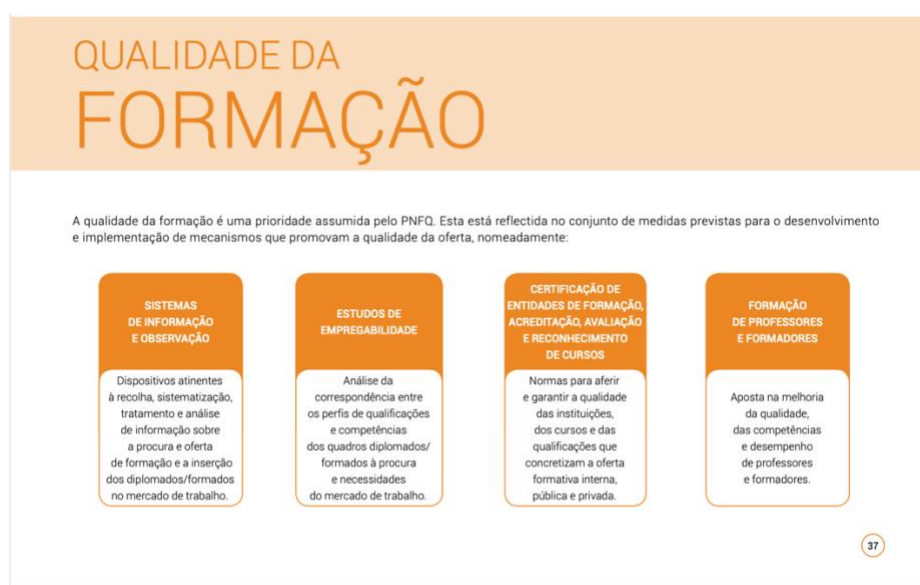 QUALIDADE DA
FORMAÇÃO
A qualidade da formação é uma prioridade assumida pelo PNFQ. Esta está reflectida no conjunto de medidas previstas para o desenvolvimento
e implementação de mecanismos que promovam a qualidade da oferta, nomeadamente:
SISTEMAS
DE INFORMAÇÃO
E OBSERVAÇÃO
Dispositivos atinentes
à recolha, sistematização,
tratamento e análise
de informação sobre
a procura e oferta
de formação e a inserção
dos diplomados/formados
no mercado de trabalho.
ESTUDOS DE
EMPREGABILIDADE
Análise da
correspondência entre
os perfis de qualificações
e competências
dos quadros diplomados/
formados à procura
e necessidades
do mercado de trabalho.
CERTIFICAÇÃO DE
ENTIDADES DE FORMAÇÃO,
ACREDITAÇÃO, AVALIAÇÃO
E RECONHECIMENTO
DE CURSOS
Normas para aferir
e garantir a qualidade
das instituições,
dos cursos e das
qualificações que
concretizam a oferta
formativa interna,
pública e privada.
FORMAÇÃO
DE PROFESSORES
E FORMADORES
Aposta na melhoria
da qualidade,
das competências
e desempenho
de professores
e formadores.
37